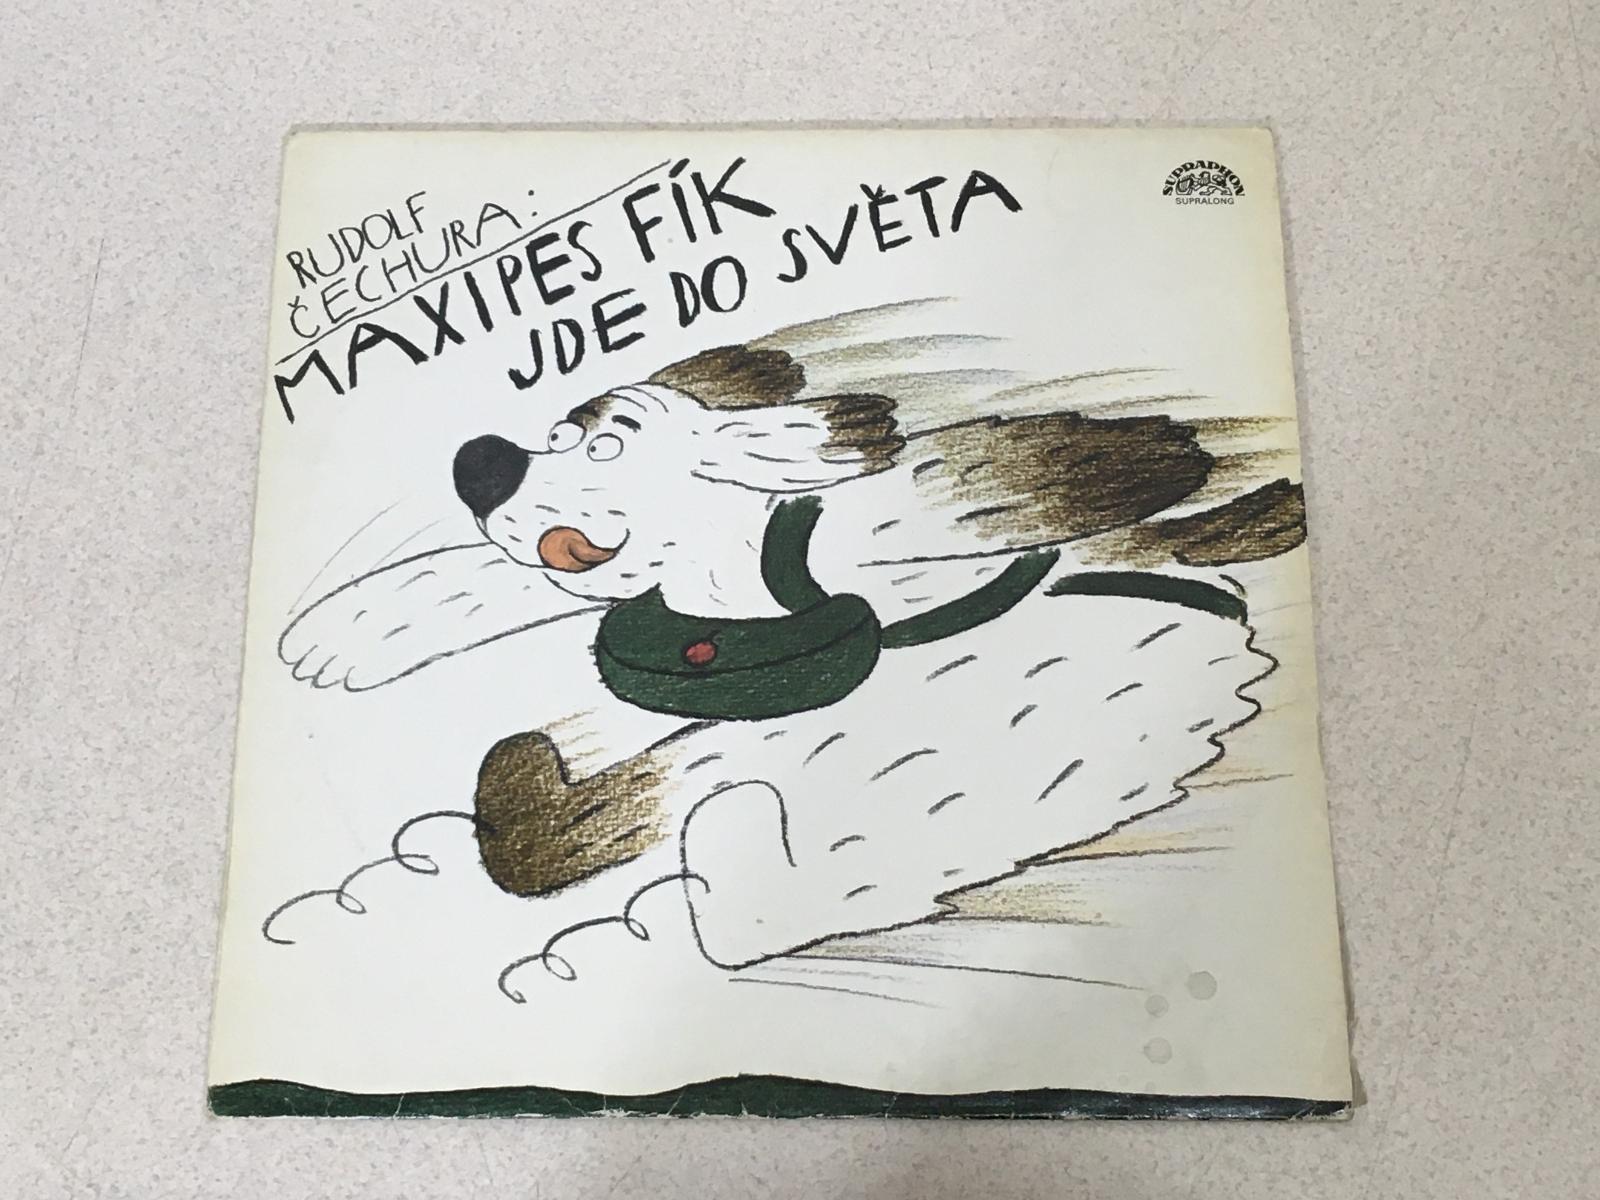 RUDOLF
ČECHURA:
MAXIPES FÍK
JDE DO SVĚTA
SUPRAPHON
SUPRALONG